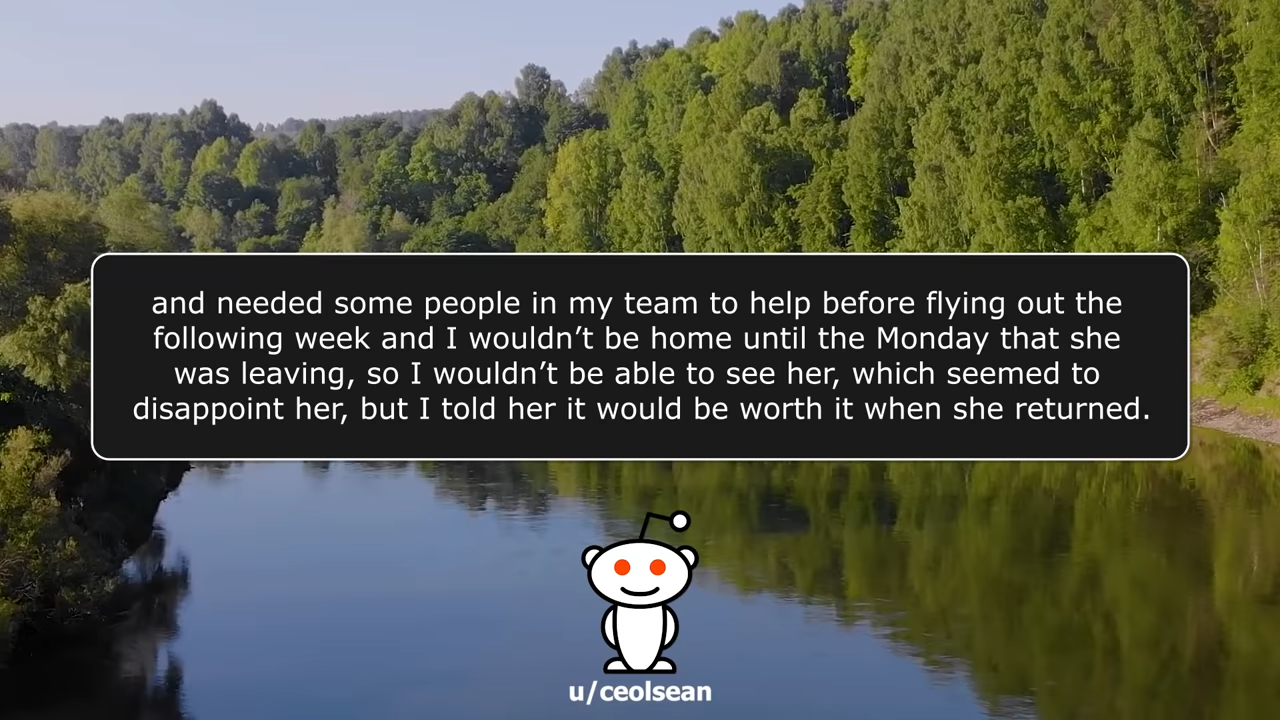 and needed some people in my team to help before flying out the
following week and I wouldn’t be home until the Monday that she
was leaving, so I wouldn’t be able to see her, which seemed to
disappoint her, but I told her it would be worth it when she returned.
u/ceolsean